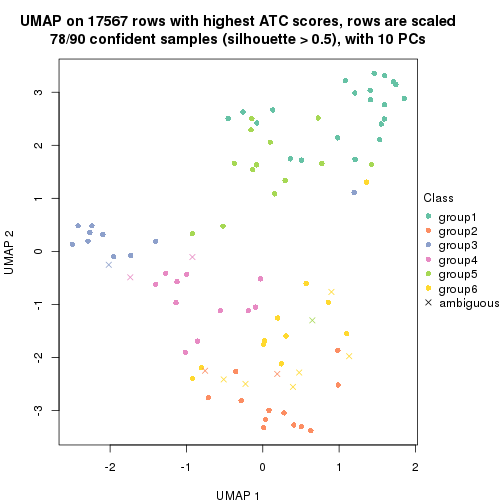 UMAP on 17567 rows with highest ATC scores, rows are scaled
78/90 confident samples (silhouette > 0.5), with 10 PCs
3
2
1
0
-1
-2
-3
UMAP 2
-2
-1
0
1
2
UMAP 1
Class
group1
group2
group3
group4
group5
group6
ambiguous